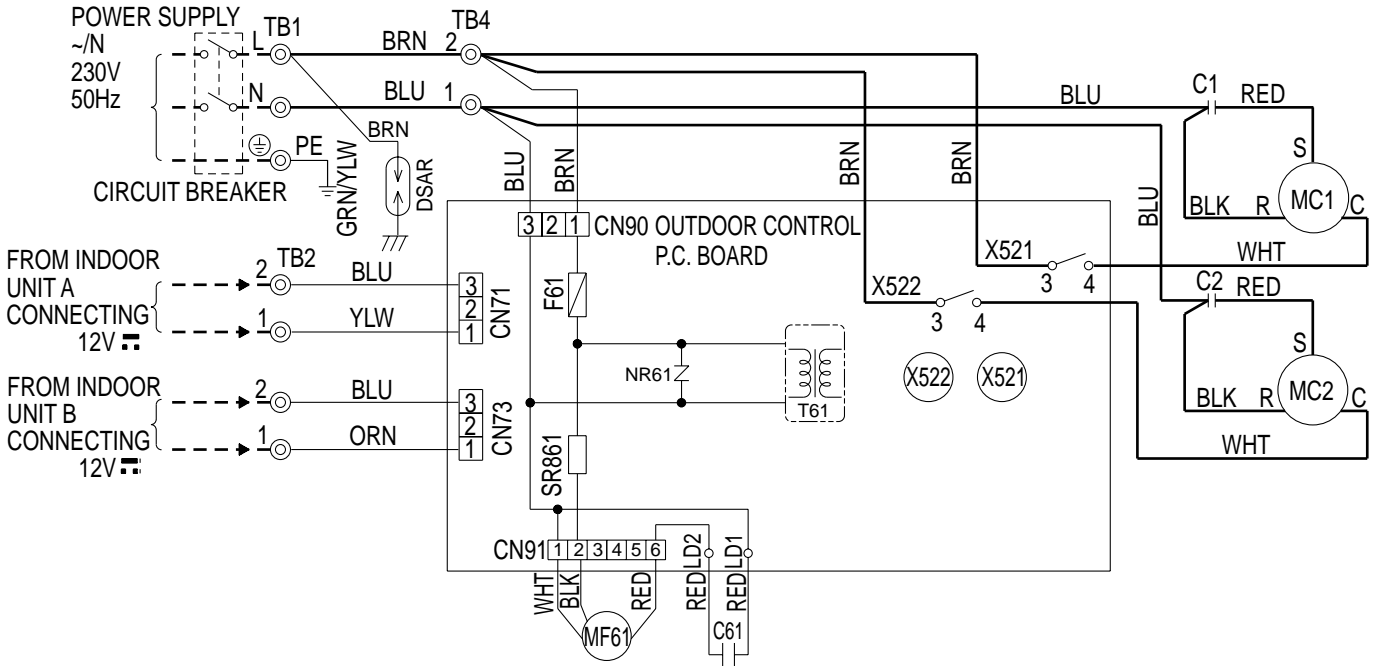 POWER SUPPLY
~/N
230V
50Hz
L
TB1
BRN
2
TB4
N
BLU
1
PE
CIRCUIT BREAKER
GRN/YLW
BRN
DSAR
BLU
BRN
BRN
BRN
BLU
BLU
C1
RED
S
MC1
BLK
R
C
WHT
C2
RED
S
MC2
BLK
R
C
WHT
3 2 1
CN90 OUTDOOR CONTROL
P.C. BOARD
X521
3 4
X522
3 4
X522
X521
F61
NR61
T61
SR861
FROM INDOOR
UNIT A
CONNECTING
12V
2
TB2
BLU
1
YLW
3
2
1
CN71
FROM INDOOR
UNIT B
CONNECTING
12V
2
BLU
1
ORN
3
2
1
CN73
CN91
1 2 3 4 5 6
LD2
LD1
WHT
BLK
RED
RED
RED
MF61
C61